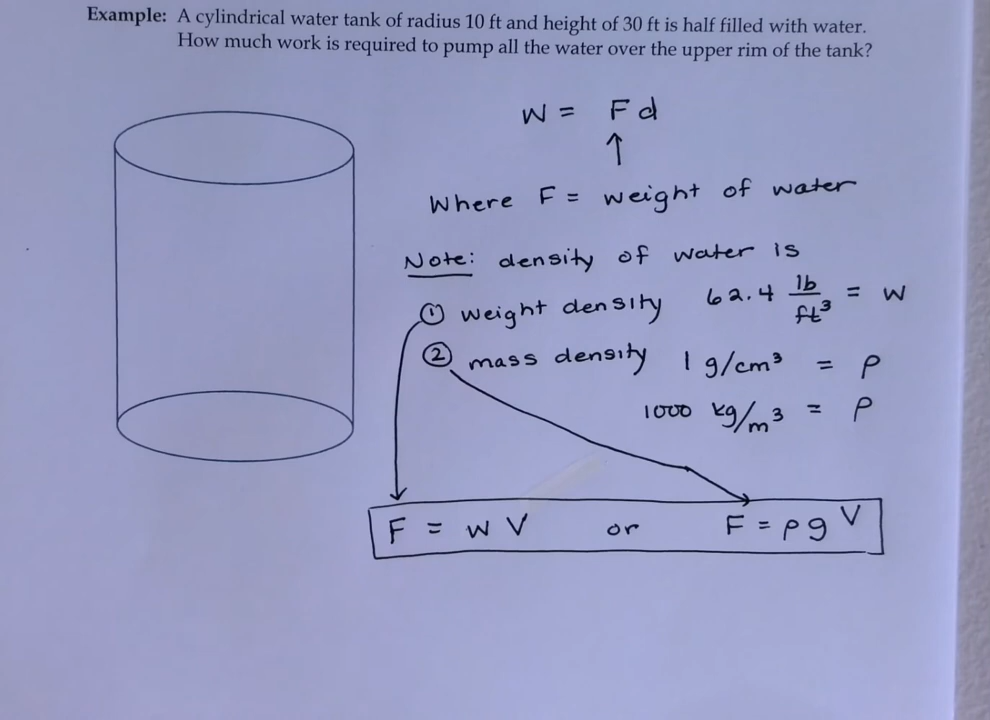 Example: A cylindrical water tank of radius 10 ft and height of 30 ft is half filled with water.
How much work is required to pump all the water over the upper rim of the tank?
W = Fd
↑
Where F = weight of water
Note: density of water is
① weight density 62.4 lb/ft³ = w
② mass density 1 g/cm³ = ρ
1000 kg/m³ = ρ
F = w V or F = ρ g V